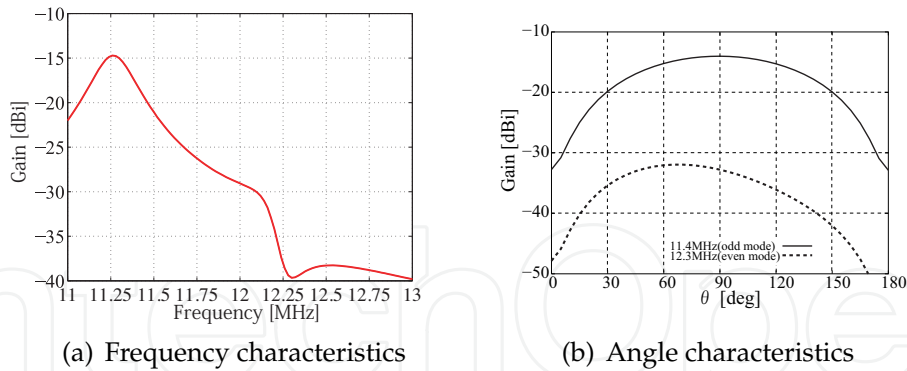 −10
−15
−20
−25
−30
−35
−40
Gain [dBi]
11 11.25 11.5 11.75 12 12.25 12.5 12.75 13
Frequency [MHz]
(a) Frequency characteristics
−10
−20
−30
−40
−50
Gain [dBi]
11.4MHz(odd mode)
12.3MHz(even mode)
0 30 60 90 120 150 180
θ [deg]
(b) Angle characteristics